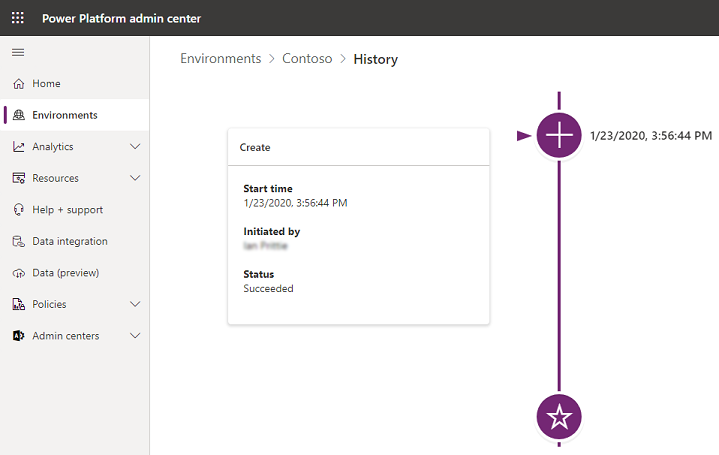 Power Platform admin center
Environments > Contoso > History
Home
Environments
Analytics
Resources
Help + support
Data integration
Data (preview)
Policies
Admin centers
Create
Start time
1/23/2020, 3:56:44 PM
Initiated by
Status
Succeeded
1/23/2020, 3:56:44 PM